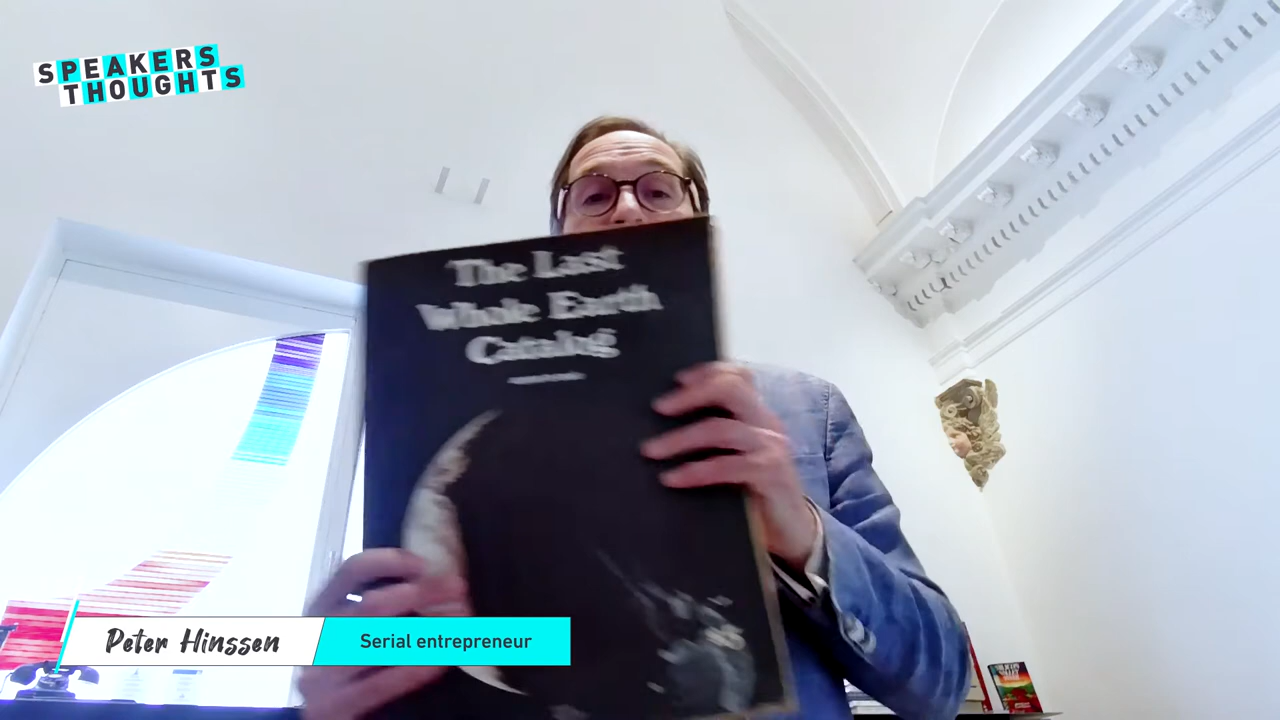 SPEAKERS
THOUGHTS
The Last
Whole Earth
Catalog
Peter Hinssen
Serial entrepreneur